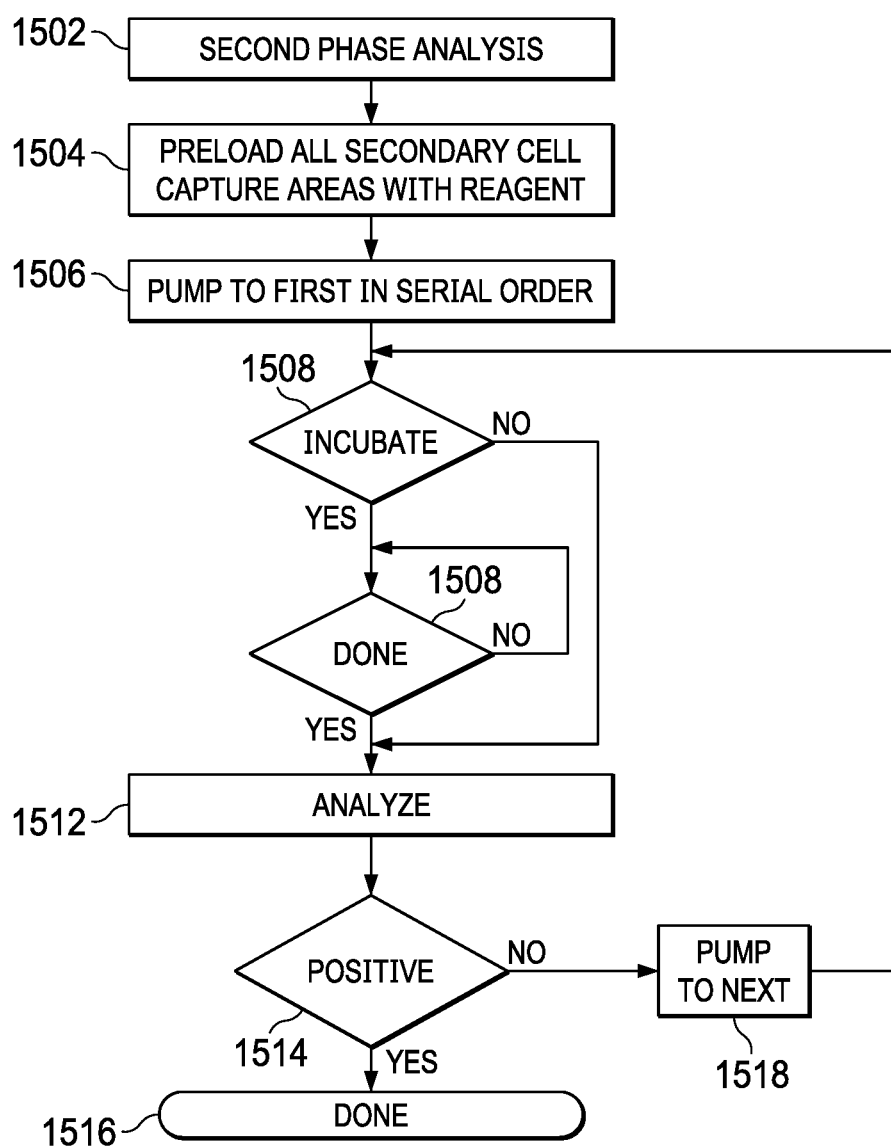 1502
SECOND PHASE ANALYSIS
1504
PRELOAD ALL SECONDARY CELL
CAPTURE AREAS WITH REAGENT
1506
PUMP TO FIRST IN SERIAL ORDER
1508
INCUBATE
NO
YES
1508
DONE
NO
YES
1512
ANALYZE
POSITIVE
NO
PUMP
TO NEXT
1514
YES
1518
1516
DONE